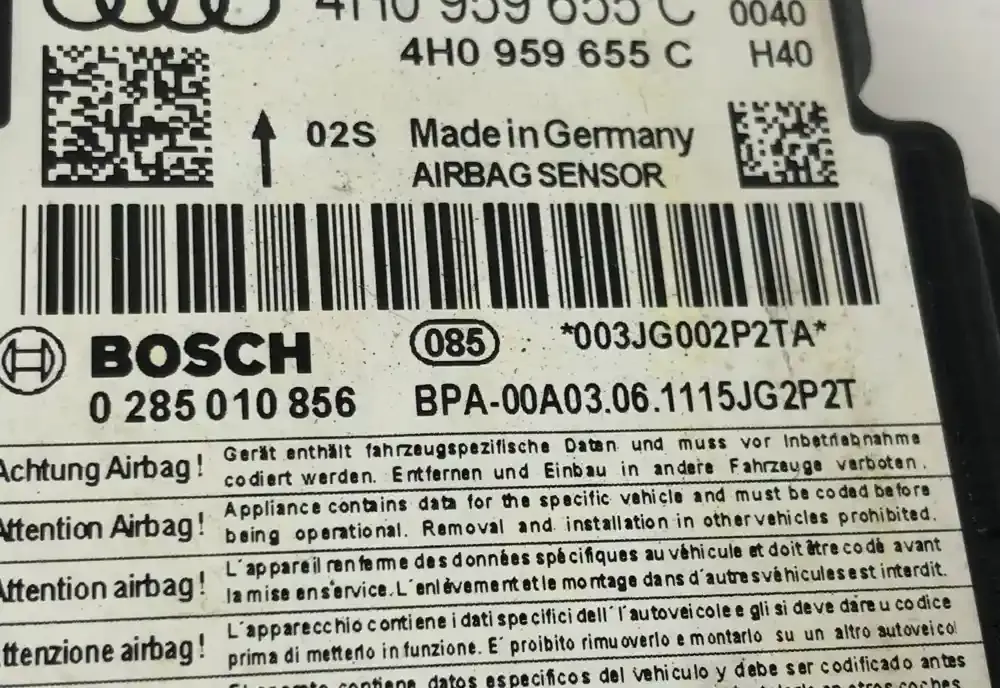 4H0 959 655 C 0040
4H0 959 655 C H40
02S Made in Germany
AIRBAG SENSOR
BOSCH 085 *003JG002P2TA*
0 285 010 856 BPA-00A03.06.1115JG2P2T
Achtung Airbag! Gerät enthält fahrzeugspezifische Daten und muss vor Inbetriebnahme
codiert werden. Entfernen und Einbau in andere Fahrzeuge verboten.
Attention Airbag! Appliance contains data for the specific vehicle and must be coded before
being operational. Removal and installation in other vehicles prohibited.
Attention airbag! L'appareil renferme des données spécifiques au véhicule et doit être codé avant
la mise en service. L'enlèvement et le montage dans d'autres véhicules est interdit.
ttenzione airbag! L'apparecchio contiene i dati specifici dell'l'autoveicolo e gli si deve dare u codice
prima di metterlo in funzione. E' proibito rimuoverlo e montarlo su un altro autoveicol
contiene datos especificos del vehiculo y debe ser codificado antes
en otros coches